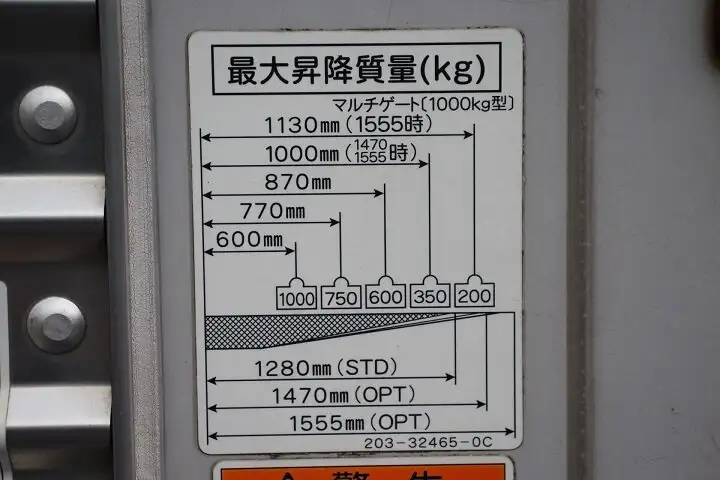 最大昇降質量(kg)
マルチゲート〔1000kg型〕
1130mm(1555時)
1000mm(1470
1555時)
870mm
770mm
600mm
1000 750 600 350 200
1280mm(STD)
1470mm(OPT)
1555mm(OPT)
203-32465-0C